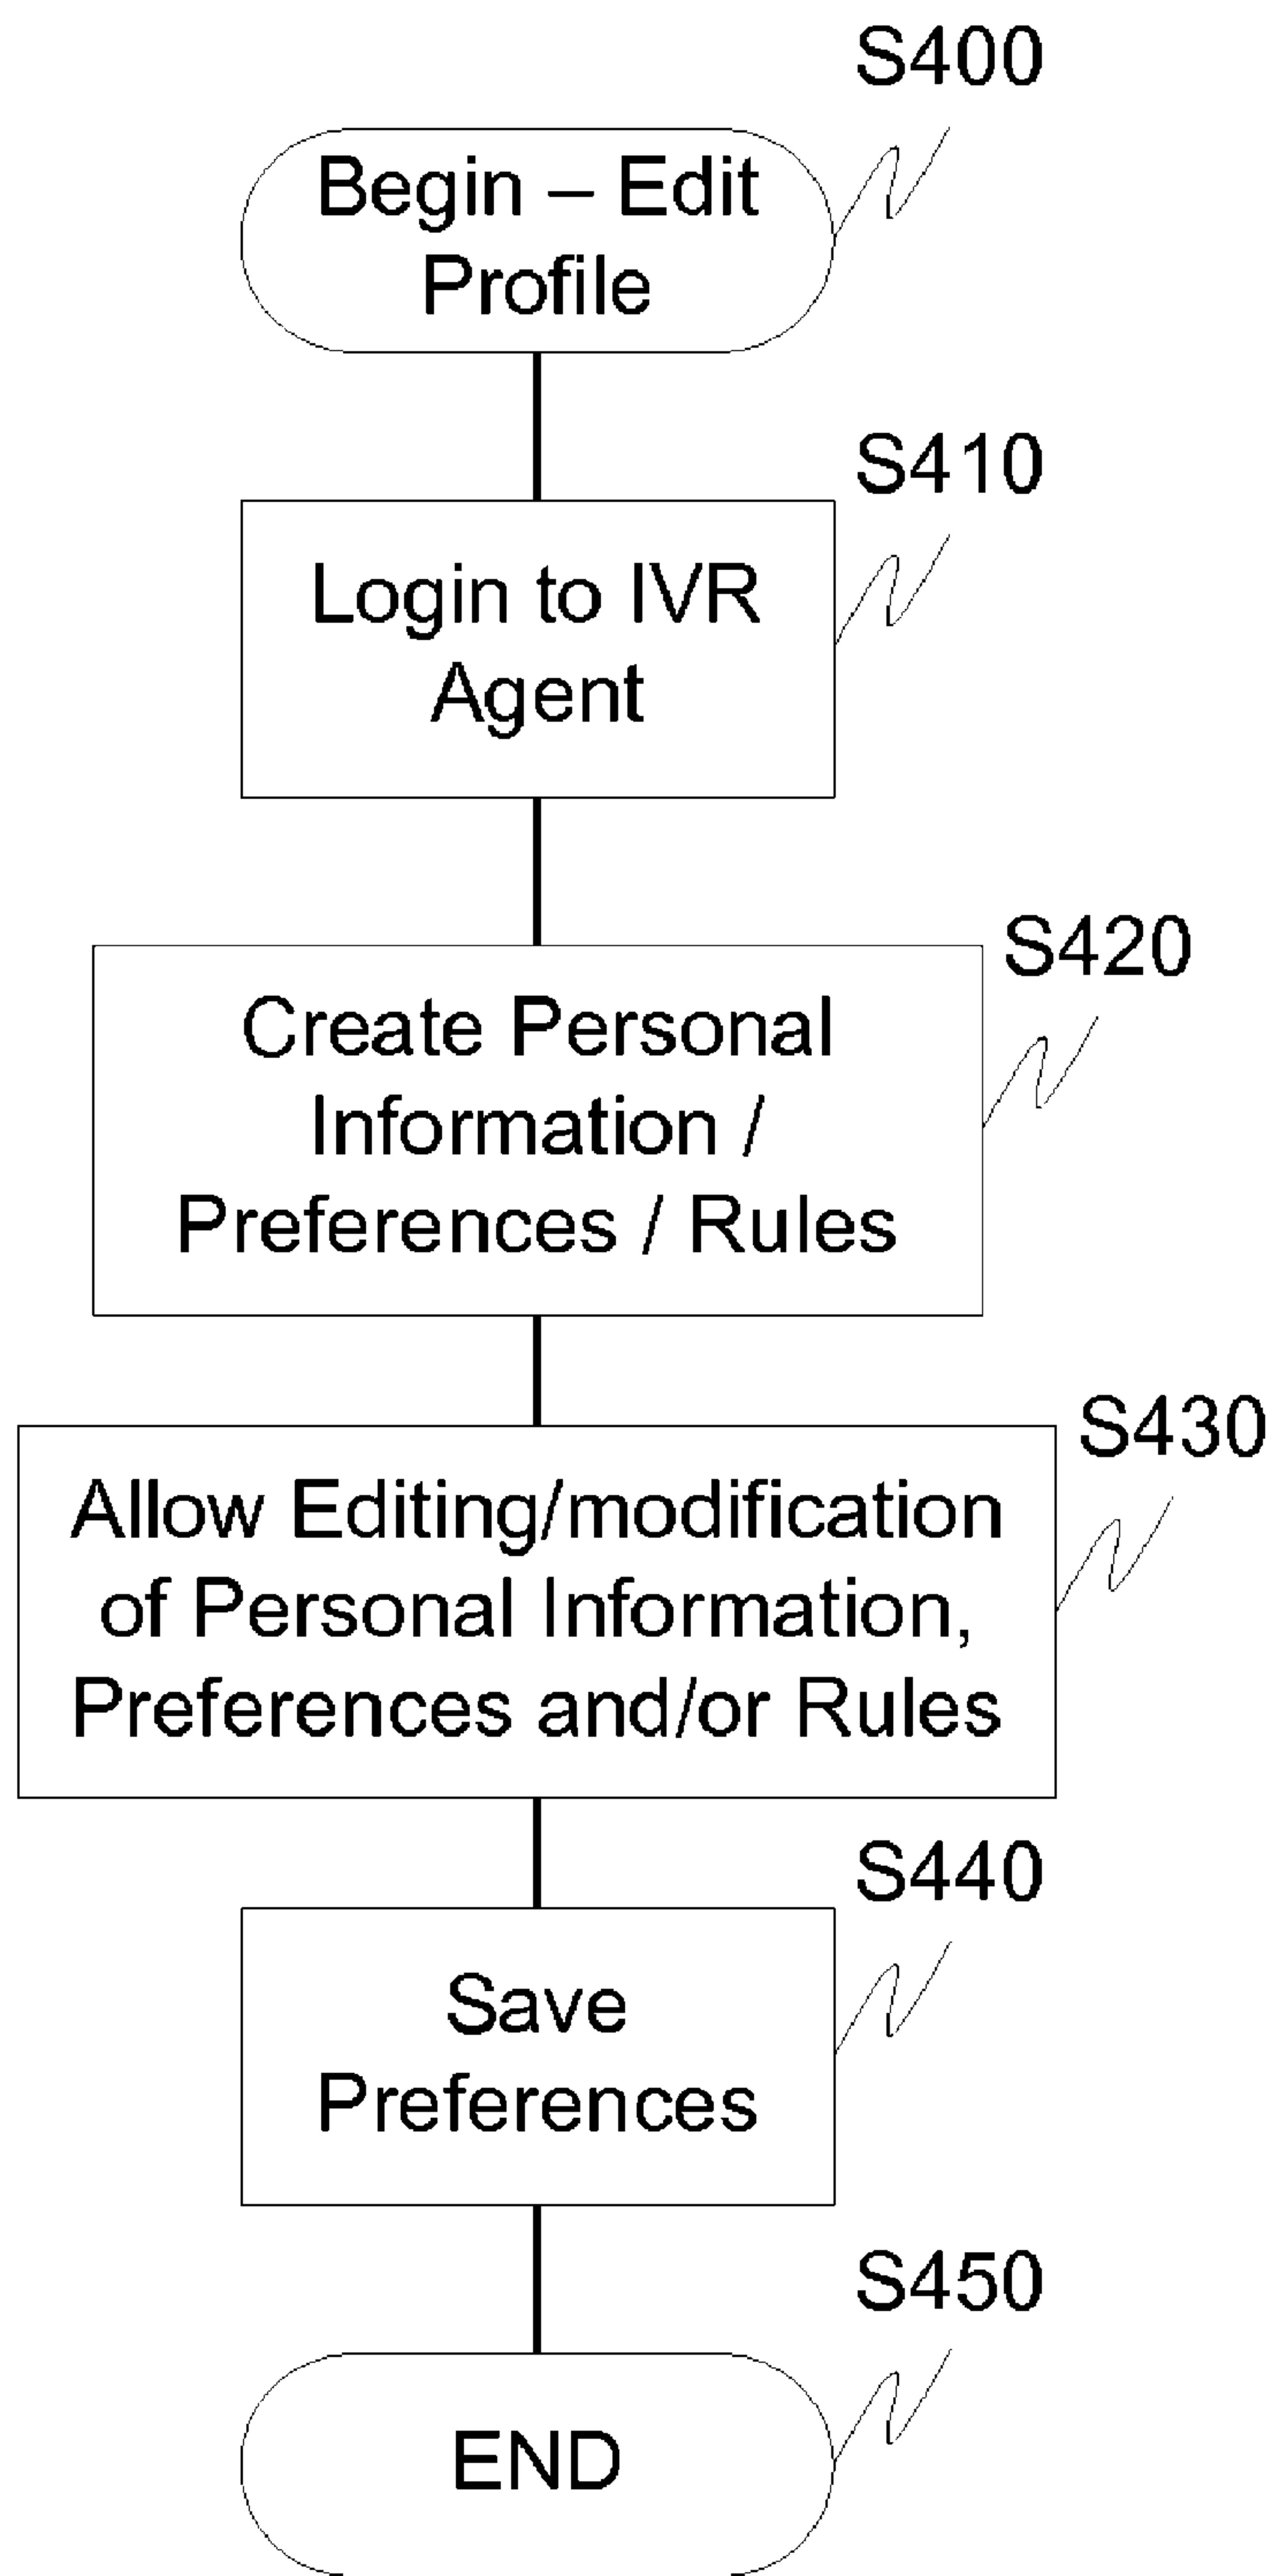 S400
Begin – Edit
Profile
S410
Login to IVR
Agent
S420
Create Personal
Information /
Preferences / Rules
S430
Allow Editing/modification
of Personal Information,
Preferences and/or Rules
S440
Save
Preferences
S450
END